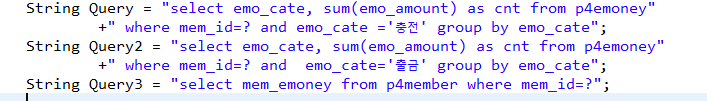 String Query = "select emo_cate, sum(emo_amount) as cnt from p4emoney"
+" where mem_id=? and emo_cate ='충전' group by emo_cate";
String Query2 = "select emo_cate, sum(emo_amount) as cnt from p4emoney"
+" where mem_id=? and  emo_cate='출금' group by emo_cate";
String Query3 = "select mem_emoney from p4member where mem_id=?";